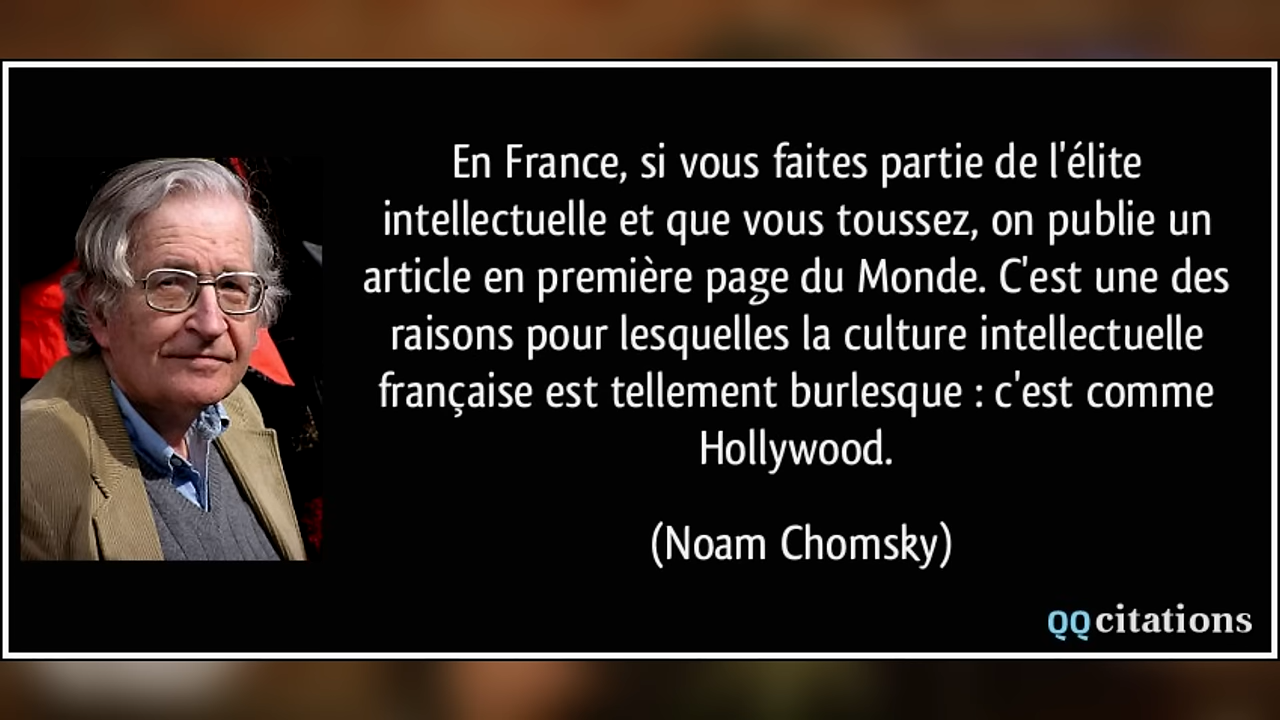 En France, si vous faites partie de l'élite
intellectuelle et que vous toussez, on publie un
article en première page du Monde. C'est une des
raisons pour lesquelles la culture intellectuelle
française est tellement burlesque : c'est comme
Hollywood.
(Noam Chomsky)
QQcitations